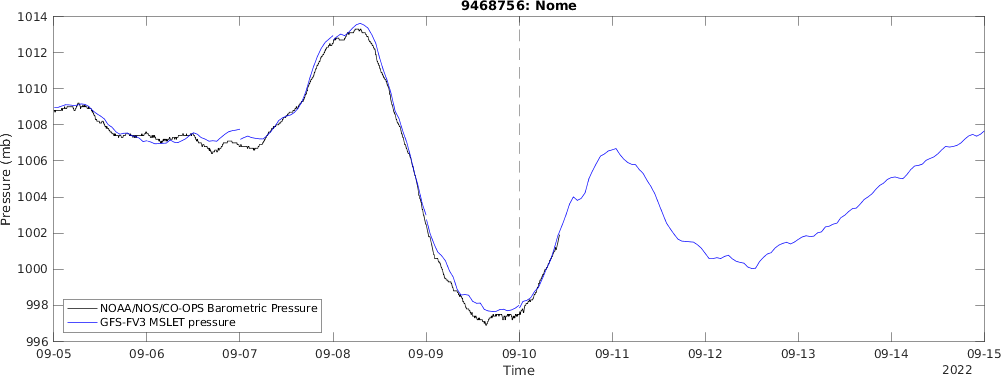 9468756: Nome
1014
1012
1010
1008
1006
1004
1002
1000
998
996
Pressure (mb)
NOAA/NOS/CO-OPS Barometric Pressure
GFS-FV3 MSLET pressure
09-05 09-06 09-07 09-08 09-09 09-10 09-11 09-12 09-13 09-14 09-15
Time
2022